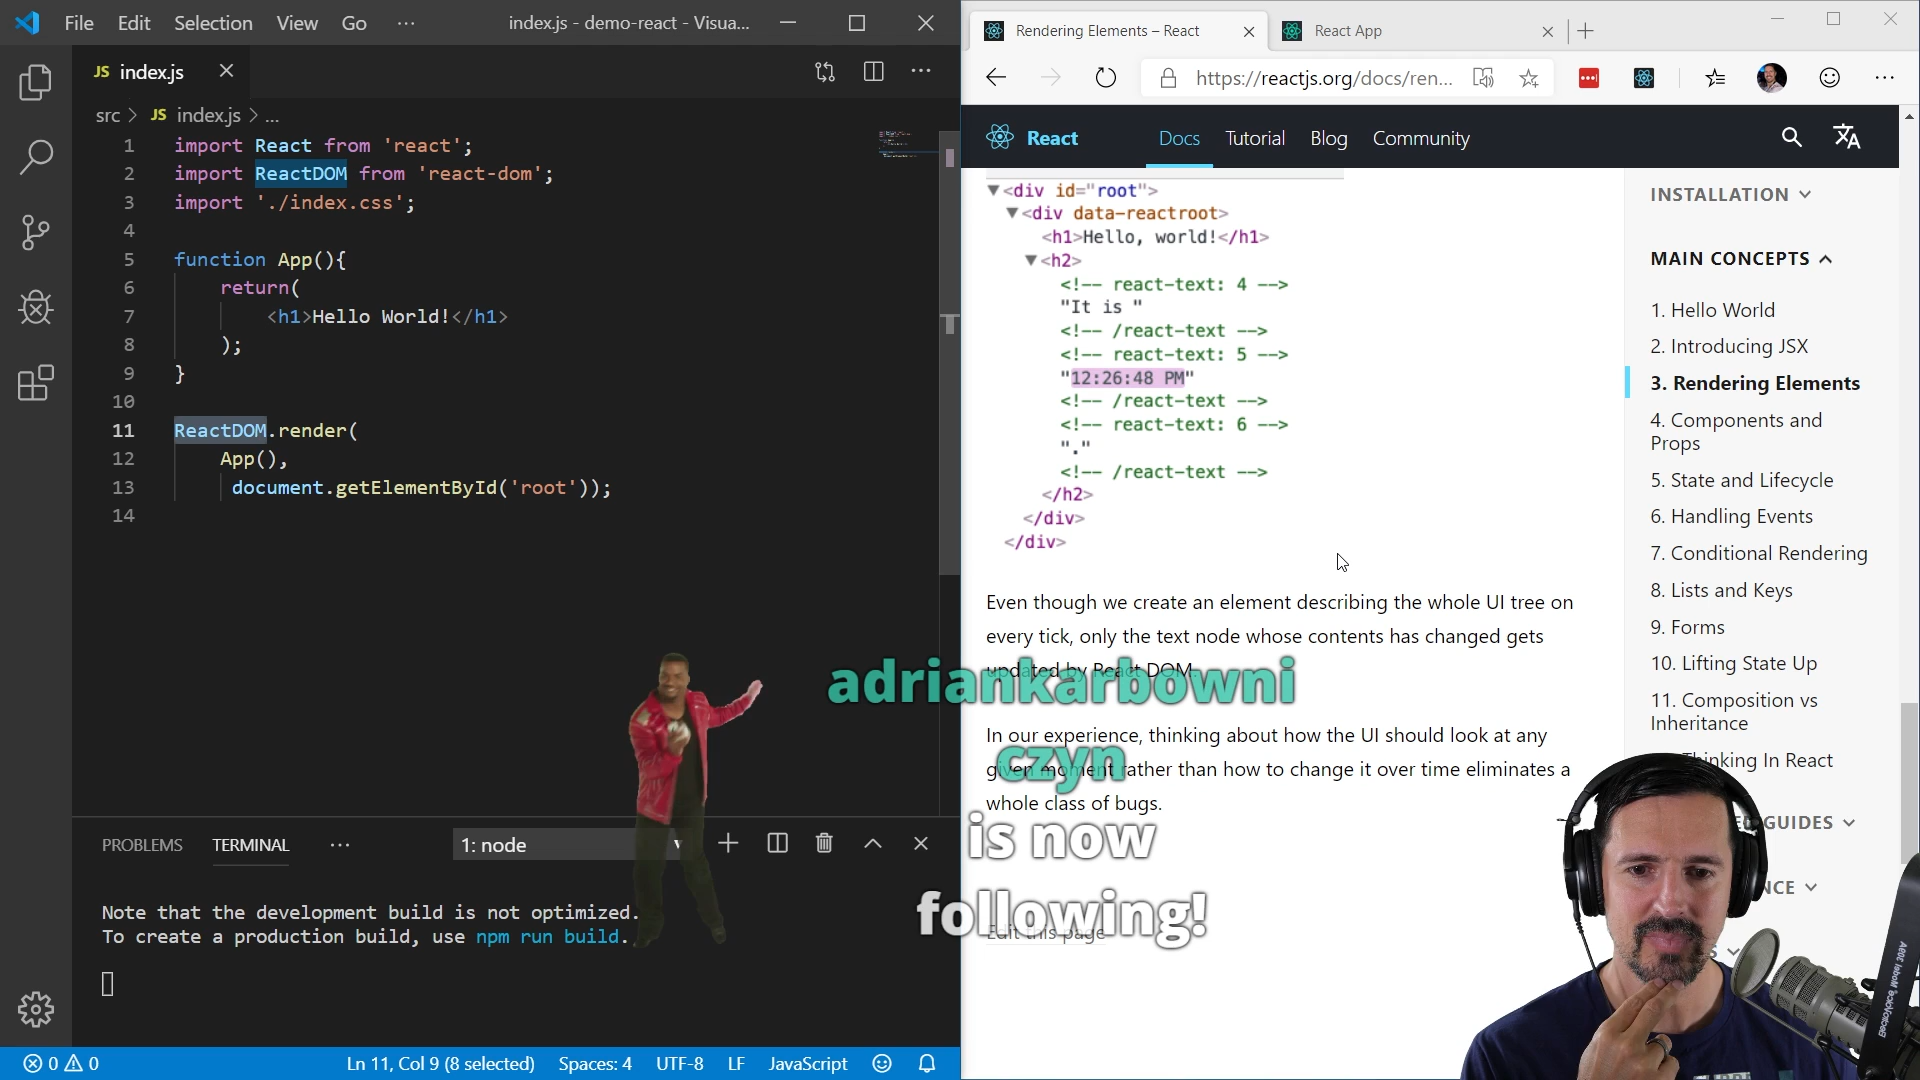 File Edit Selection View Go ...
index.js - demo-react - Visua...
JS index.js
src > JS index.js > ...
1 import React from 'react';
2 import ReactDOM from 'react-dom';
3 import './index.css';
4
5 function App(){
6 return(
7 <h1>Hello World!</h1>
8 );
9 }
10
11 ReactDOM.render(
12 App(),
13 document.getElementById('root'));
14
PROBLEMS TERMINAL ... 1: node
Note that the development build is not optimized.
To create a production build, use npm run build.
0 0 Ln 11, Col 9 (8 selected) Spaces: 4 UTF-8 LF JavaScript
Rendering Elements – React
React App
https://reactjs.org/docs/ren...
React Docs Tutorial Blog Community
<div id="root">
<div data-reactroot>
<h1>Hello, world!</h1>
<h2>
<!-- react-text: 4 -->
"It is "
<!-- /react-text -->
<!-- react-text: 5 -->
"12:26:48 PM"
<!-- /react-text -->
<!-- react-text: 6 -->
"."
<!-- /react-text -->
</h2>
</div>
</div>
Even though we create an element describing the whole UI tree on
every tick, only the text node whose contents has changed gets
updated by React DOM.
In our experience, thinking about how the UI should look at any
given moment rather than how to change it over time eliminates a
whole class of bugs.
Edit this page
adriankarbowni
czyn
is now
following!
INSTALLATION
MAIN CONCEPTS
1. Hello World
2. Introducing JSX
3. Rendering Elements
4. Components and
Props
5. State and Lifecycle
6. Handling Events
7. Conditional Rendering
8. Lists and Keys
9. Forms
10. Lifting State Up
11. Composition vs
Inheritance
Thinking In React
GUIDES